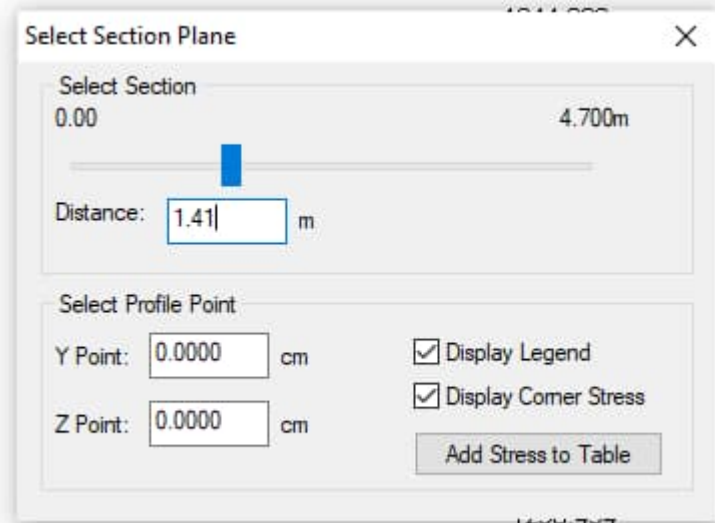 Select Section Plane
Select Section
0.00 4.700m
Distance: 1.41 m
Select Profile Point
Y Point: 0.0000 cm Display Legend
Display Corner Stress
Z Point: 0.0000 cm
Add Stress to Table